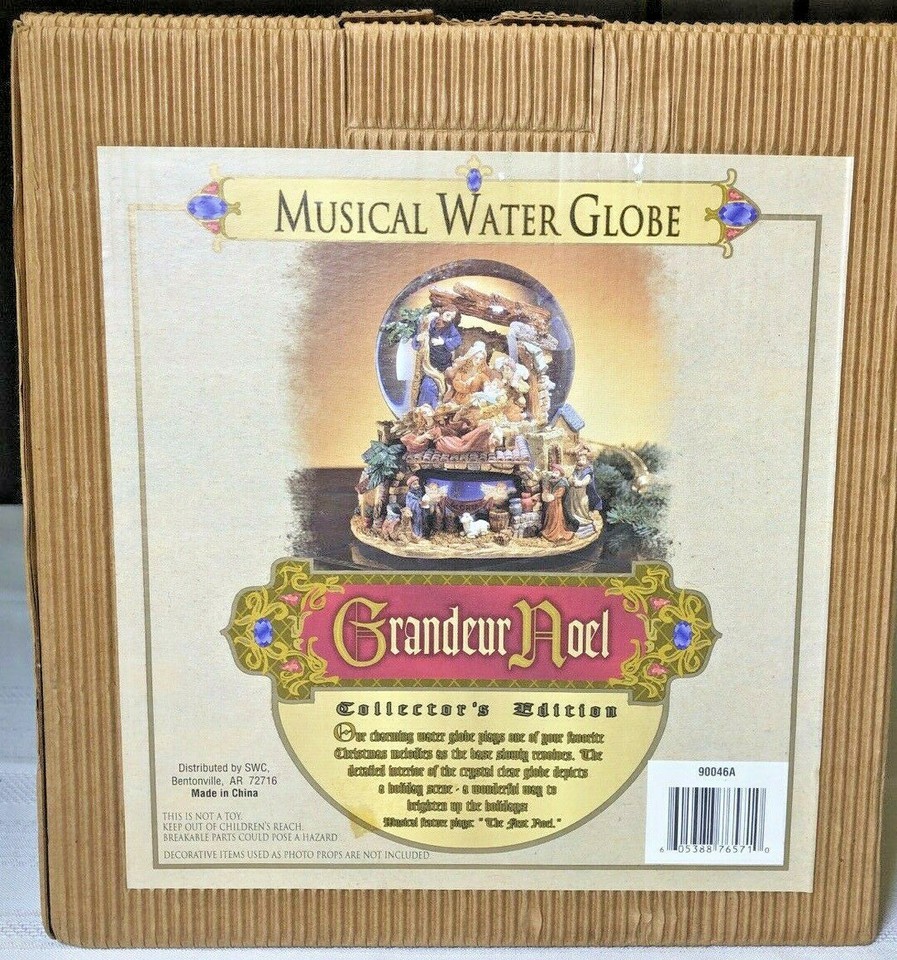 MUSICAL WATER GLOBE
Grandeur Noel
Collector's Edition
Our charming water globe plays one of your favorite
Christmas melodies as the base slowly revolves. The
detailed interior of the crystal clear globe depicts
a holiday scene - a wonderful way to
brighten up the holidays!
Musical feature plays: "The First Noel."
Distributed by SWC,
Bentonville, AR 72716
Made in China
THIS IS NOT A TOY.
KEEP OUT OF CHILDREN'S REACH.
BREAKABLE PARTS COULD POSE A HAZARD
DECORATIVE ITEMS USED AS PHOTO PROPS ARE NOT INCLUDED.
90046A
6 05388 76571 0